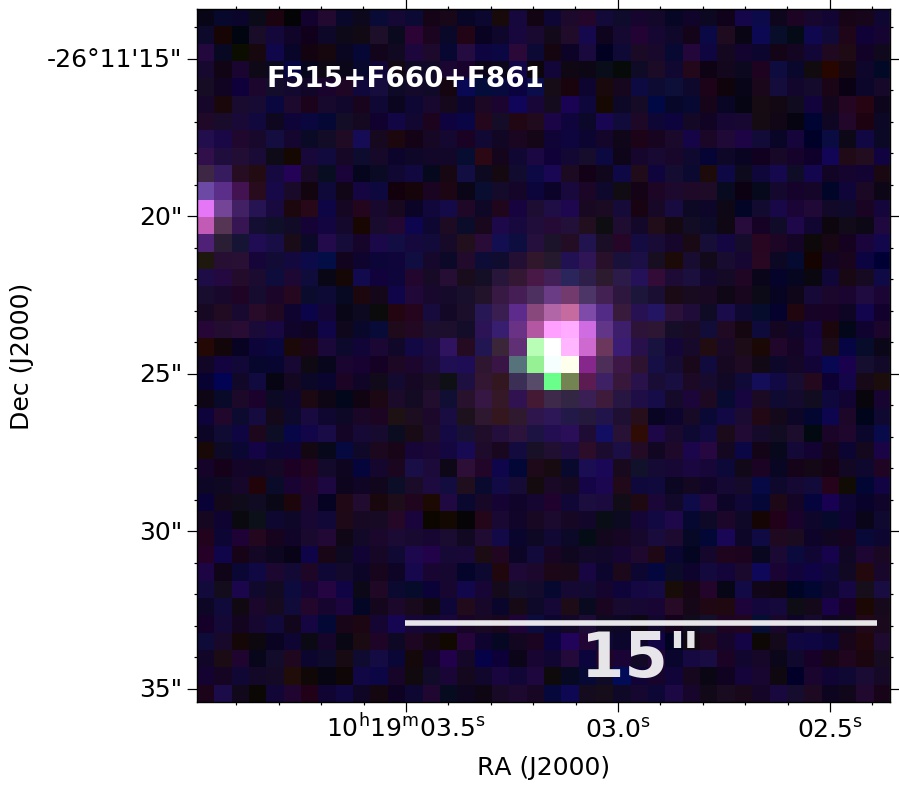 -26°11'15"
F515+F660+F861
20"
25"
30"
35"
15"
Dec (J2000)
10ʰ19ᵐ03.5ˢ 03.0ˢ 02.5ˢ
RA (J2000)